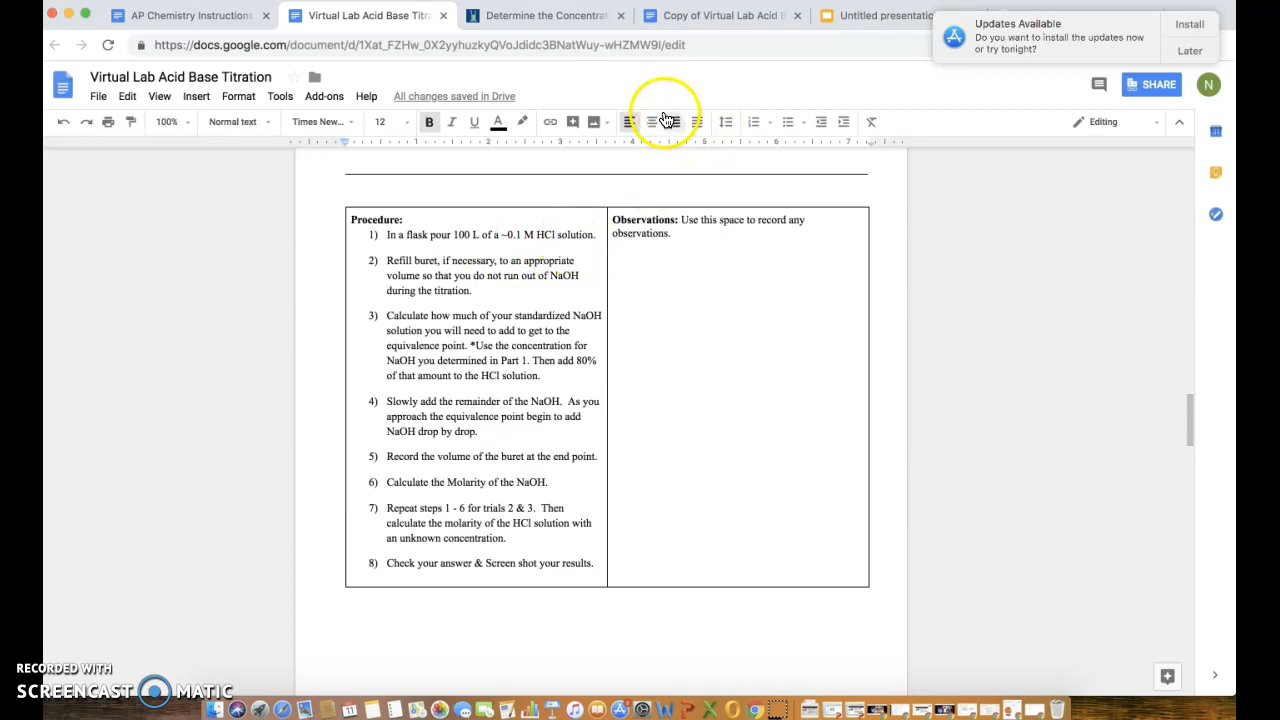 AP Chemistry Instructions
Virtual Lab Acid Base Titra
Determine the Concentrat
Copy of Virtual Lab Acid B
Untitled presentatio
Updates Available
Do you want to install the updates now
or try tonight?
Install
Later
https://docs.google.com/document/d/1Xat_FZHw_0X2yyhuzkyQVoJdidc3BNatWuy-wHZMW9I/edit
Virtual Lab Acid Base Titration
File Edit View Insert Format Tools Add-ons Help All changes saved in Drive
SHARE
N
100% Normal text Times New... 12 B I U A Editing
1 2 3 4 5 6 7
Procedure:
1) In a flask pour 100 L of a ~0.1 M HCl solution.
2) Refill buret, if necessary, to an appropriate
volume so that you do not run out of NaOH
during the titration.
3) Calculate how much of your standardized NaOH
solution you will need to add to get to the
equivalence point. *Use the concentration for
NaOH you determined in Part 1. Then add 80%
of that amount to the HCl solution.
4) Slowly add the remainder of the NaOH. As you
approach the equivalence point begin to add
NaOH drop by drop.
5) Record the volume of the buret at the end point.
6) Calculate the Molarity of the NaOH.
7) Repeat steps 1 - 6 for trials 2 & 3. Then
calculate the molarity of the HCl solution with
an unknown concentration.
8) Check your answer & Screen shot your results.
Observations: Use this space to record any
observations.
RECORDED WITH
SCREENCAST MATIC